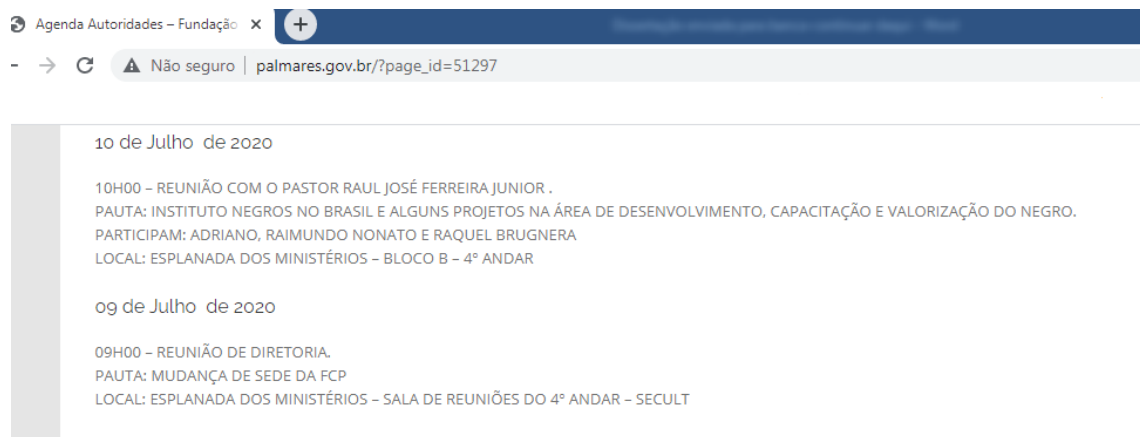 Agenda Autoridades – Fundação
Não seguro | palmares.gov.br/?page_id=51297
10 de Julho de 2020
10H00 – REUNIÃO COM O PASTOR RAUL JOSÉ FERREIRA JUNIOR .
PAUTA: INSTITUTO NEGROS NO BRASIL E ALGUNS PROJETOS NA ÁREA DE DESENVOLVIMENTO, CAPACITAÇÃO E VALORIZAÇÃO DO NEGRO.
PARTICIPAM: ADRIANO, RAIMUNDO NONATO E RAQUEL BRUGNERA
LOCAL: ESPLANADA DOS MINISTÉRIOS – BLOCO B – 4º ANDAR
09 de Julho de 2020
09H00 – REUNIÃO DE DIRETORIA.
PAUTA: MUDANÇA DE SEDE DA FCP
LOCAL: ESPLANADA DOS MINISTÉRIOS – SALA DE REUNIÕES DO 4º ANDAR – SECULT